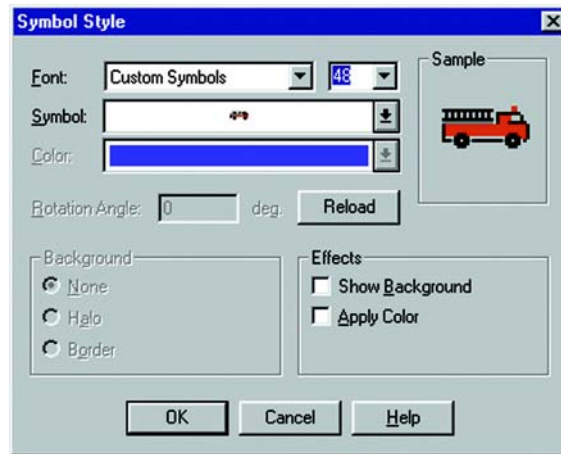 Symbol Style
Font: Custom Symbols 48
Sample
Symbol:
Color:
Rotation Angle: 0 deg. Reload
Background
None
Halo
Border
Effects
Show Background
Apply Color
OK Cancel Help